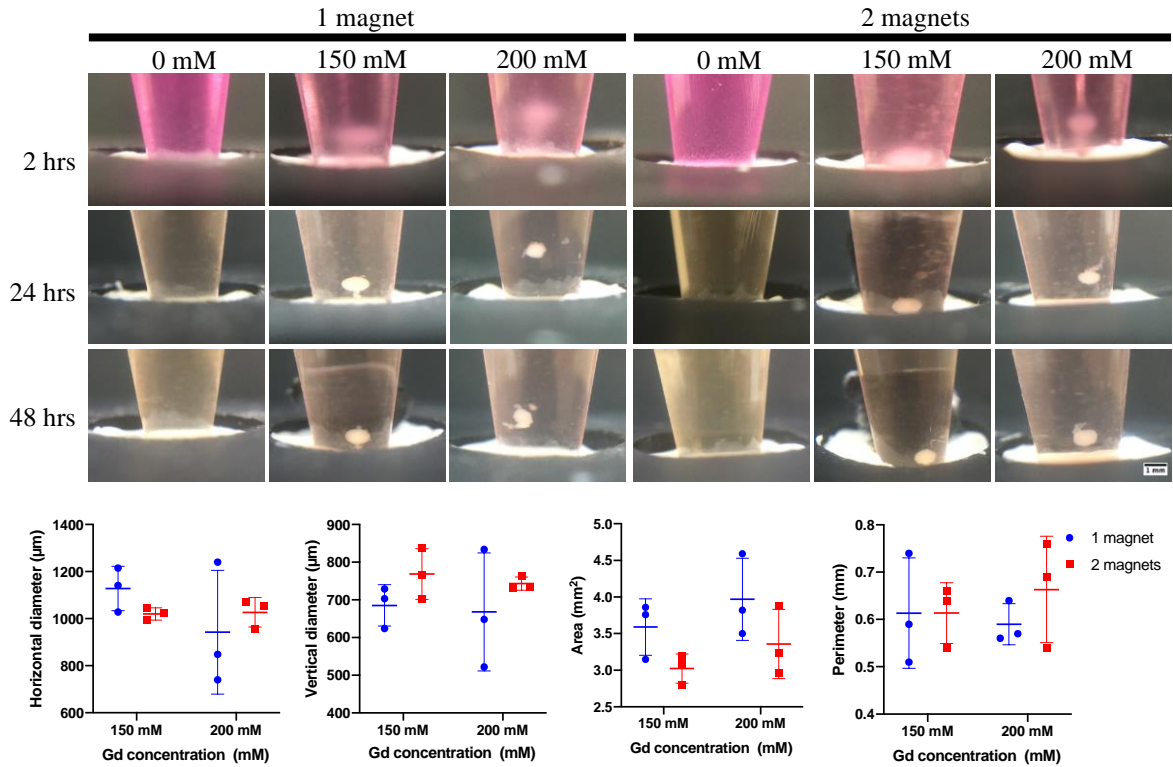 1 magnet 2 magnets
0 mM 150 mM 200 mM 0 mM 150 mM 200 mM
2 hrs
24 hrs
48 hrs
1 mm
Horizontal diameter (μm)
1400
1200
1000
800
600
150 mM 200 mM
Gd concentration (mM)
Vertical diameter (μm)
900
800
700
600
500
400
150 mM 200 mM
Gd concentration (mM)
Area (mm²)
5.0
4.5
4.0
3.5
3.0
2.5
150 mM 200 mM
Gd concentration (mM)
Perimeter (mm)
0.8
0.7
0.6
0.5
0.4
150 mM 200 mM
Gd concentration (mM)
1 magnet
2 magnets